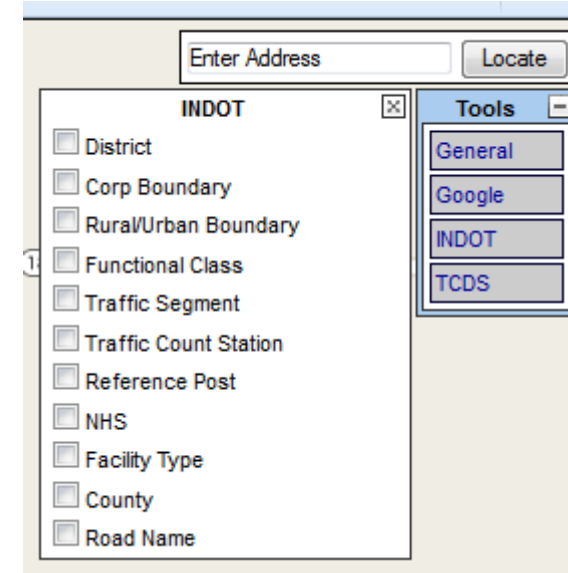 Enter Address
Locate
INDOT
District
Corp Boundary
Rural/Urban Boundary
Functional Class
Traffic Segment
Traffic Count Station
Reference Post
NHS
Facility Type
County
Road Name
Tools
General
Google
INDOT
TCDS